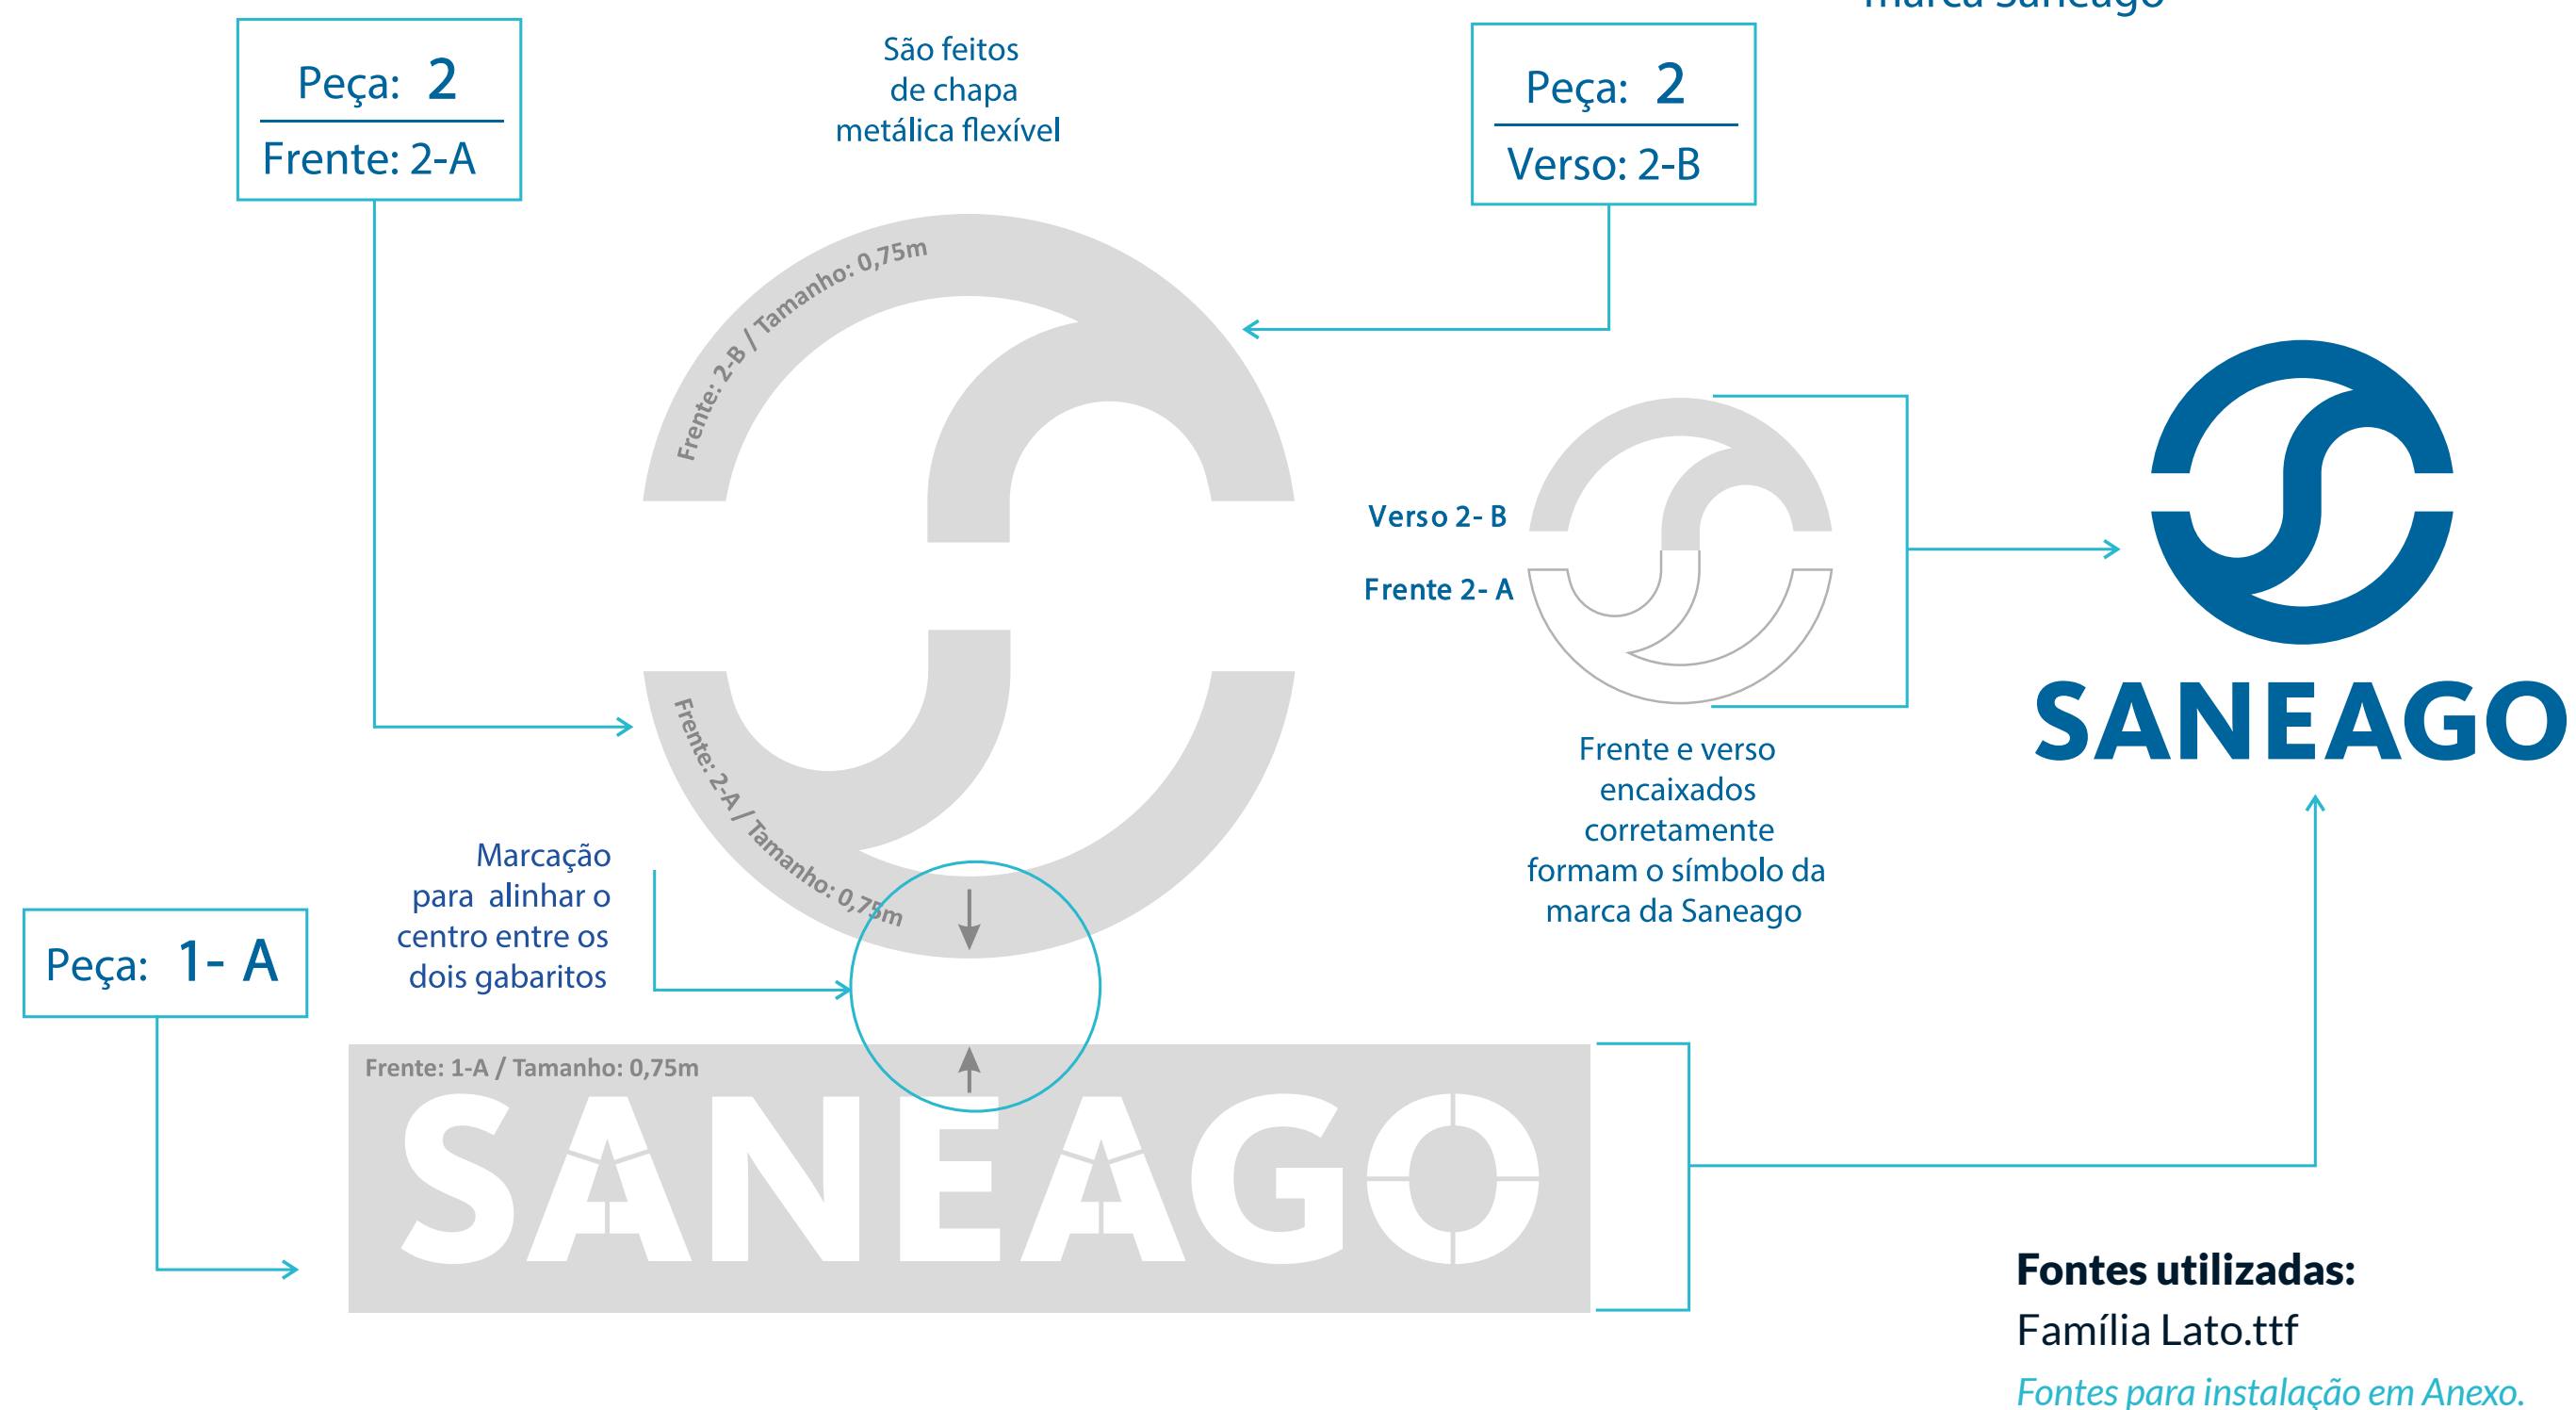 marca Saneago
Peça: 2
Frente: 2-A
São feitos
de chapa
metálica flexível
Peça: 2
Verso: 2-B
Frente: 2-B / Tamanho: 0,75m
Verso 2- B
Frente 2- A
SANEAGO
Frente: 2-A / Tamanho: 0,75m
Frente e verso
encaixados
corretamente
formam o símbolo da
marca da Saneago
Marcação
para alinhar o
centro entre os
dois gabaritos
Peça: 1- A
Frente: 1-A / Tamanho: 0,75m
SANEAGO
Fontes utilizadas:
Família Lato.ttf
Fontes para instalação em Anexo.